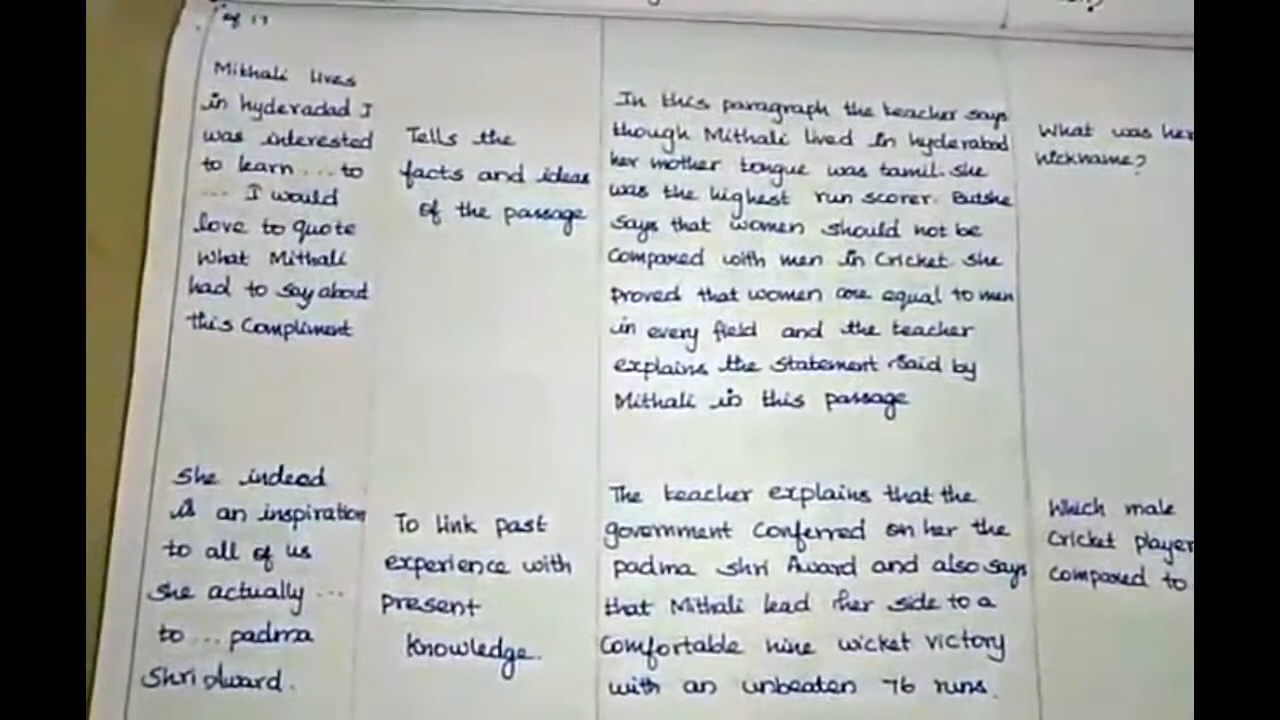 of 17
Mithali lives
in hyderadad I
was interested
to learn ... to
... I would
love to quote
what Mithali
had to say about
this Compliment
Tells the
facts and ideas
of the passage
In this paragraph the teacher says
though Mithali lived in hyderabad
her mother tongue was tamil. she
was the highest run scorer. But she
says that women should not be
compared with men in Cricket. she
proved that women are equal to men
in every field and the teacher
explains the statement said by
Mithali in this passage
What was her
nickname?
She indeed
is an inspiration
to all of us
she actually ...
to ... padma
Shri
To link past
experience with
present
knowledge.
The teacher explains that the
government conferred on her the
padma shri Award and also says
that Mithali lead her side to a
comfortable nine wicket victory
with an unbeaten 76 runs.
Which male
Cricket player
compared to